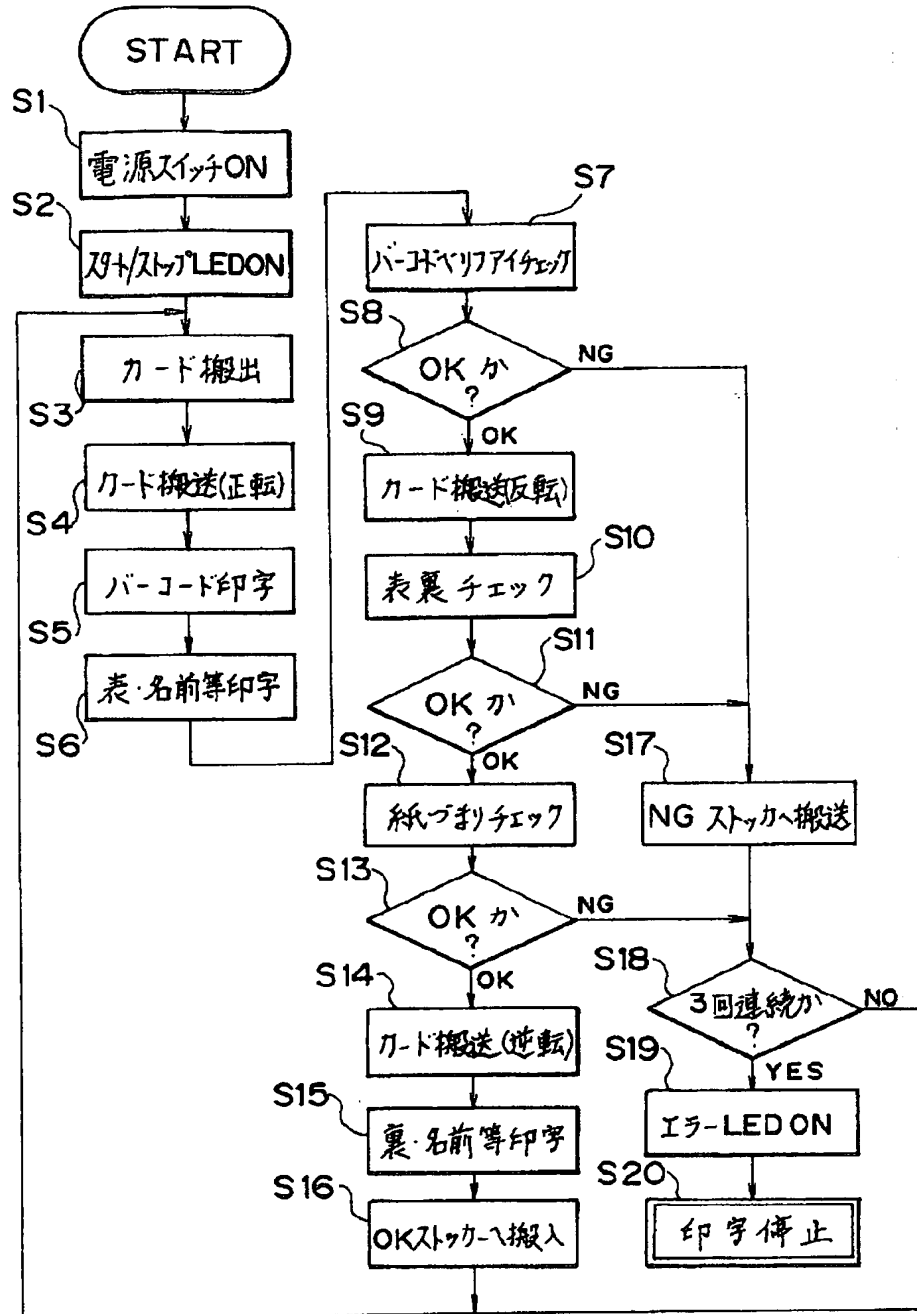 START
S1
電源スイッチON
S2
スタート/ストップLEDON
S3
カード搬出
S4
カード搬送(正転)
S5
バーコード印字
S6
表・名前等印字
S7
バーコードベリファイチェック
S8
OKか
?
NG
OK
S9
カード搬送(反転)
S10
表裏チェック
S11
OKか
?
NG
OK
S12
紙づまりチェック
S13
OKか
?
NG
OK
S14
カード搬送(逆転)
S15
裏・名前等印字
S16
OKストッカーへ搬入
S17
NGストッカへ搬送
S18
3回連続か
?
NO
YES
S19
エラーLEDON
S20
印字停止